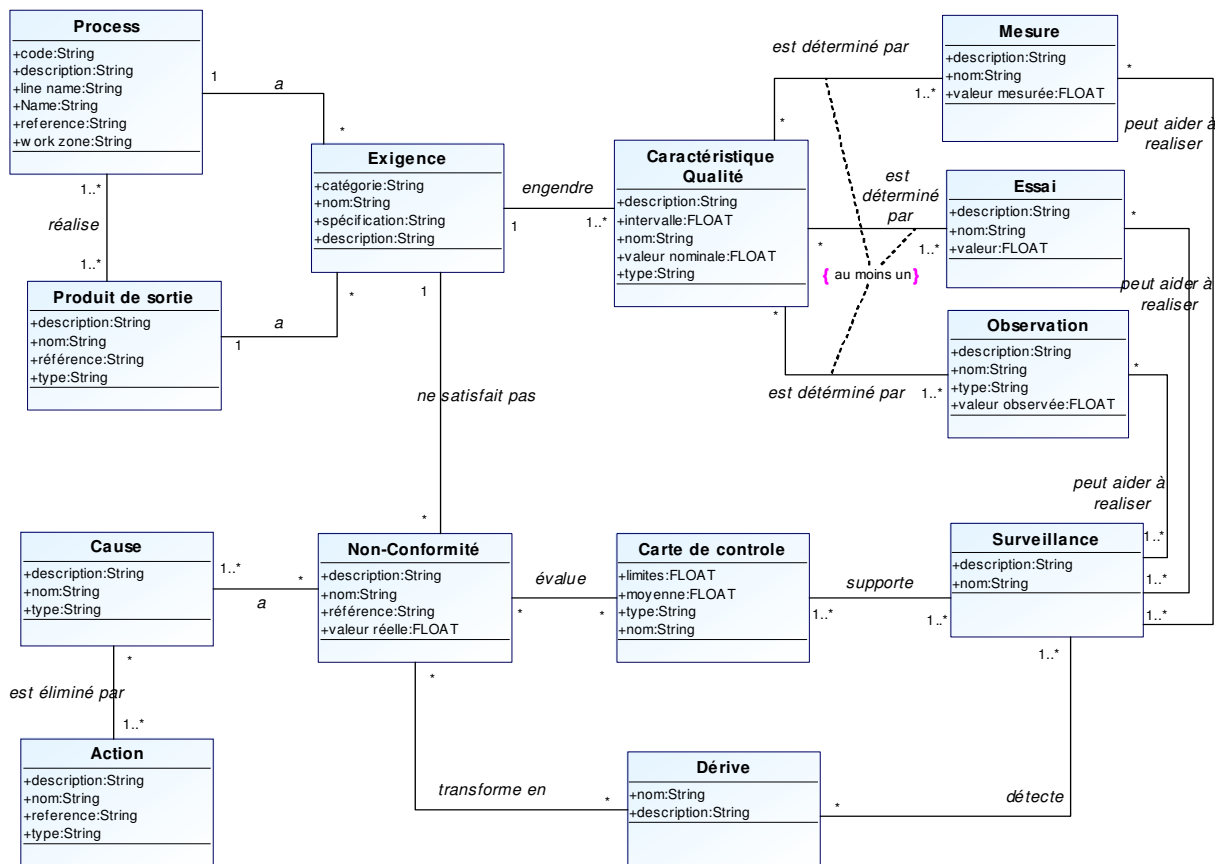 Process
+code:String
+description:String
+line name:String
+Name:String
+reference:String
+work zone:String
1
a
*
1..*
réalise
1..*
Produit de sortie
+description:String
+nom:String
+référence:String
+type:String
1
a
*
Exigence
+catégorie:String
+nom:String
+spécification:String
+description:String
engendre
1
1..*
1
ne satisfait pas
*
Caractéristique
Qualité
+description:String
+intervalle:FLOAT
+nom:String
+valeur nominale:FLOAT
+type:String
est déterminé par
*
1..*
Mesure
+description:String
+nom:String
+valeur mesurée:FLOAT
*
peut aider à
realiser
est
déterminé
par
*
1..*
{ au moins un}
Essai
+description:String
+nom:String
+valeur:FLOAT
*
peut aider à
realiser
*
est détérminé par
1..*
Observation
+description:String
+nom:String
+type:String
+valeur observée:FLOAT
*
peut aider à
realiser
1..*
1..*
1..*
Cause
+description:String
+nom:String
+type:String
1..*
a
*
Non-Conformité
+description:String
+nom:String
+référence:String
+valeur réelle:FLOAT
évalue
*
*
Carte de controle
+limites:FLOAT
+moyenne:FLOAT
+type:String
+nom:String
supporte
1..*
1..*
Surveillance
+description:String
+nom:String
1..*
*
est éliminé par
1..*
Action
+description:String
+nom:String
+reference:String
+type:String
*
transforme en
*
Dérive
+nom:String
+description:String
*
détecte